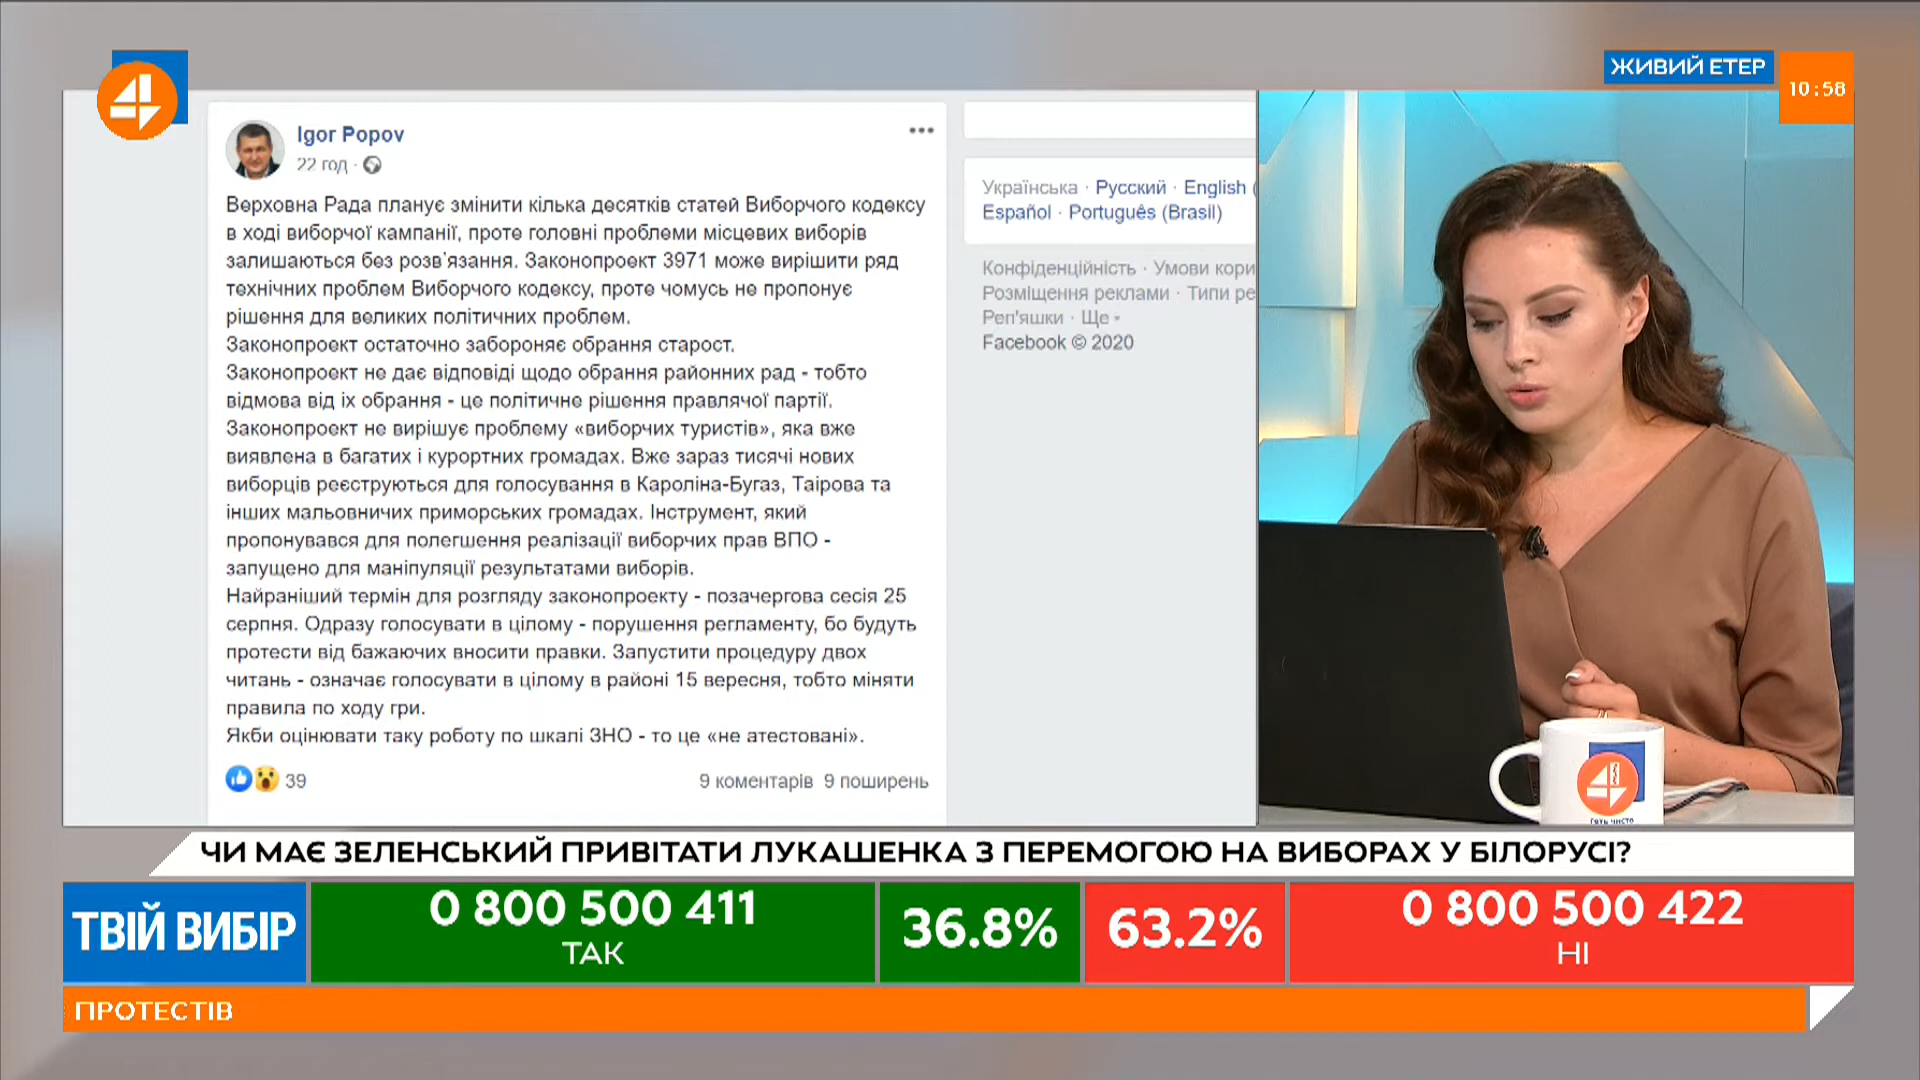 ЖИВИЙ ЕТЕР
10:58
Igor Popov
22 год ·
Верховна Рада планує змінити кілька десятків статей Виборчого кодексу
в ході виборчої кампанії, проте головні проблеми місцевих виборів
залишаються без розв'язання. Законопроект 3971 може вирішити ряд
технічних проблем Виборчого кодексу, проте чомусь не пропонує
рішення для великих політичних проблем.
Законопроект остаточно забороняє обрання старост.
Законопроект не дає відповіді щодо обрання районних рад - тобто
відмова від їх обрання - це політичне рішення правлячої партії.
Законопроект не вирішує проблему «виборчих туристів», яка вже
виявлена в багатих і курортних громадах. Вже зараз тисячі нових
виборців реєструються для голосування в Кароліна-Бугаз, Таірова та
інших мальовничих приморських громадах. Інструмент, який
пропонувався для полегшення реалізації виборчих прав ВПО -
запущено для маніпуляції результатами виборів.
Найраніший термін для розгляду законопроекту - позачергова сесія 25
серпня. Одразу голосувати в цілому - порушення регламенту, бо будуть
протести від бажаючих вносити правки. Запустити процедуру двох
читань - означає голосувати в цілому в районі 15 вересня, тобто міняти
правила по ходу гри.
Якби оцінювати таку роботу по шкалі ЗНО - то це «не атестовані».
39
9 коментарів 9 поширень
Українська · Русский · English (
Español · Português (Brasil)
Конфіденційність · Умови кори
Розміщення реклами · Типи ре
Реп'яшки · Ще
Facebook © 2020
ЧИ МАЄ ЗЕЛЕНСЬКИЙ ПРИВІТАТИ ЛУКАШЕНКА З ПЕРЕМОГОЮ НА ВИБОРАХ У БІЛОРУСІ?
ТВІЙ ВИБІР
0 800 500 411
ТАК
36.8%
63.2%
0 800 500 422
НІ
ПРОТЕСТІВ